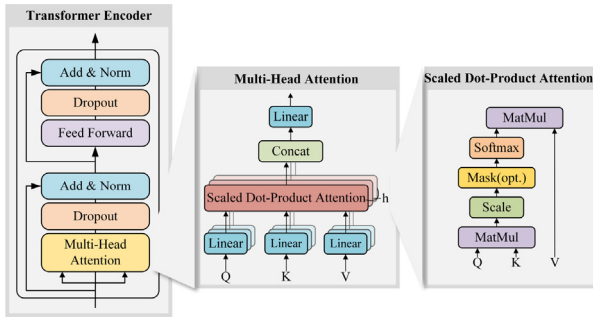 Transformer Encoder
Add & Norm
Dropout
Feed Forward
Add & Norm
Dropout
Multi-Head
Attention
Multi-Head Attention
Linear
Concat
Scaled Dot-Product Attention
h
Linear
Linear
Linear
Q
K
V
Scaled Dot-Product Attention
MatMul
Softmax
Mask(opt.)
Scale
MatMul
Q
K
V